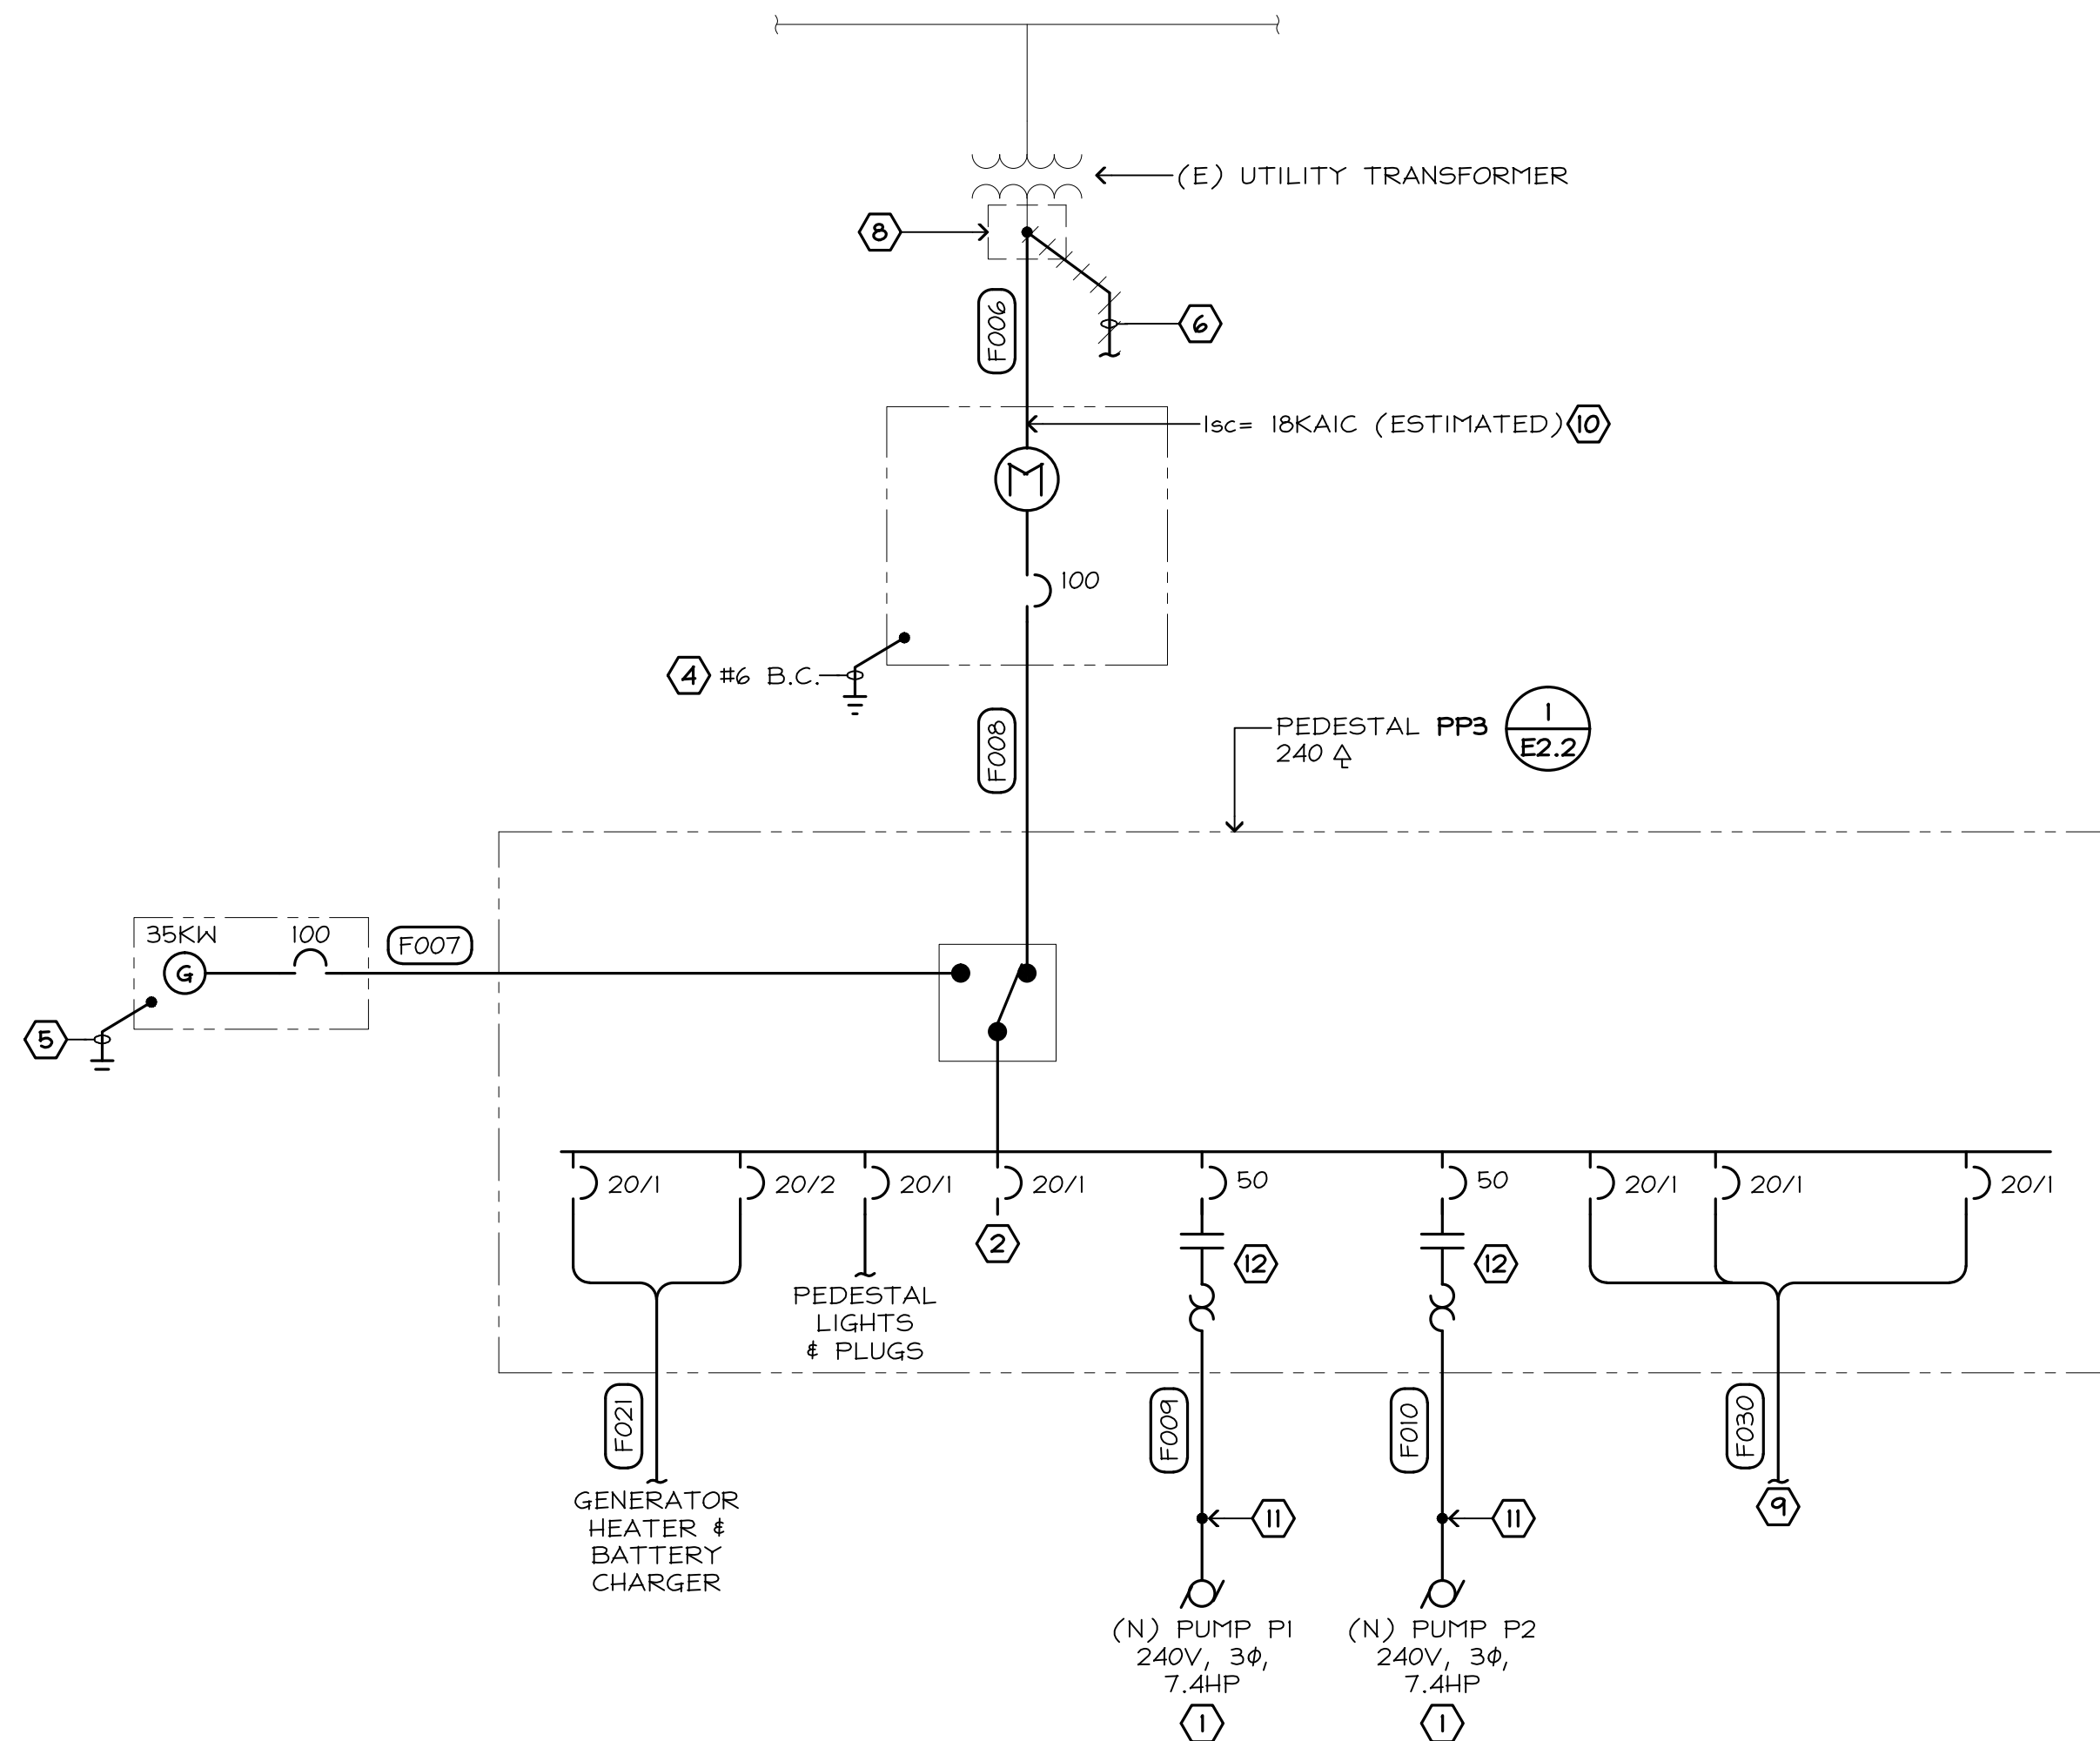 (E) UTILITY TRANSFORMER
8
F006
6
Isc= 18KAIC (ESTIMATED) 10
M
100
4 #6 B.C.
F008
PEDESTAL PP3
240
1
E2.2
35KW 100
F007
G
5
20/1 20/2 20/1 20/1 50 50 20/1 20/1 20/1
2
12 12
PEDESTAL
LIGHTS
& PLUGS
F021
F009
F010
F030
GENERATOR
HEATER &
BATTERY
CHARGER
9
11 11
(N) PUMP P1
240V, 3Φ,
7.4HP
1
(N) PUMP P2
240V, 3Φ,
7.4HP
1